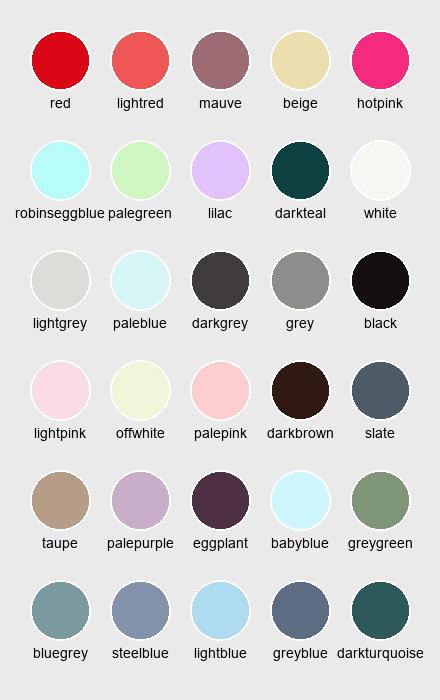 red lightred mauve beige hotpink
robinseggblue palegreen lilac darkteal white
lightgrey paleblue darkgrey grey black
lightpink offwhite palepink darkbrown slate
taupe palepurple eggplant babyblue greygreen
bluegrey steelblue lightblue greyblue darkturquoise